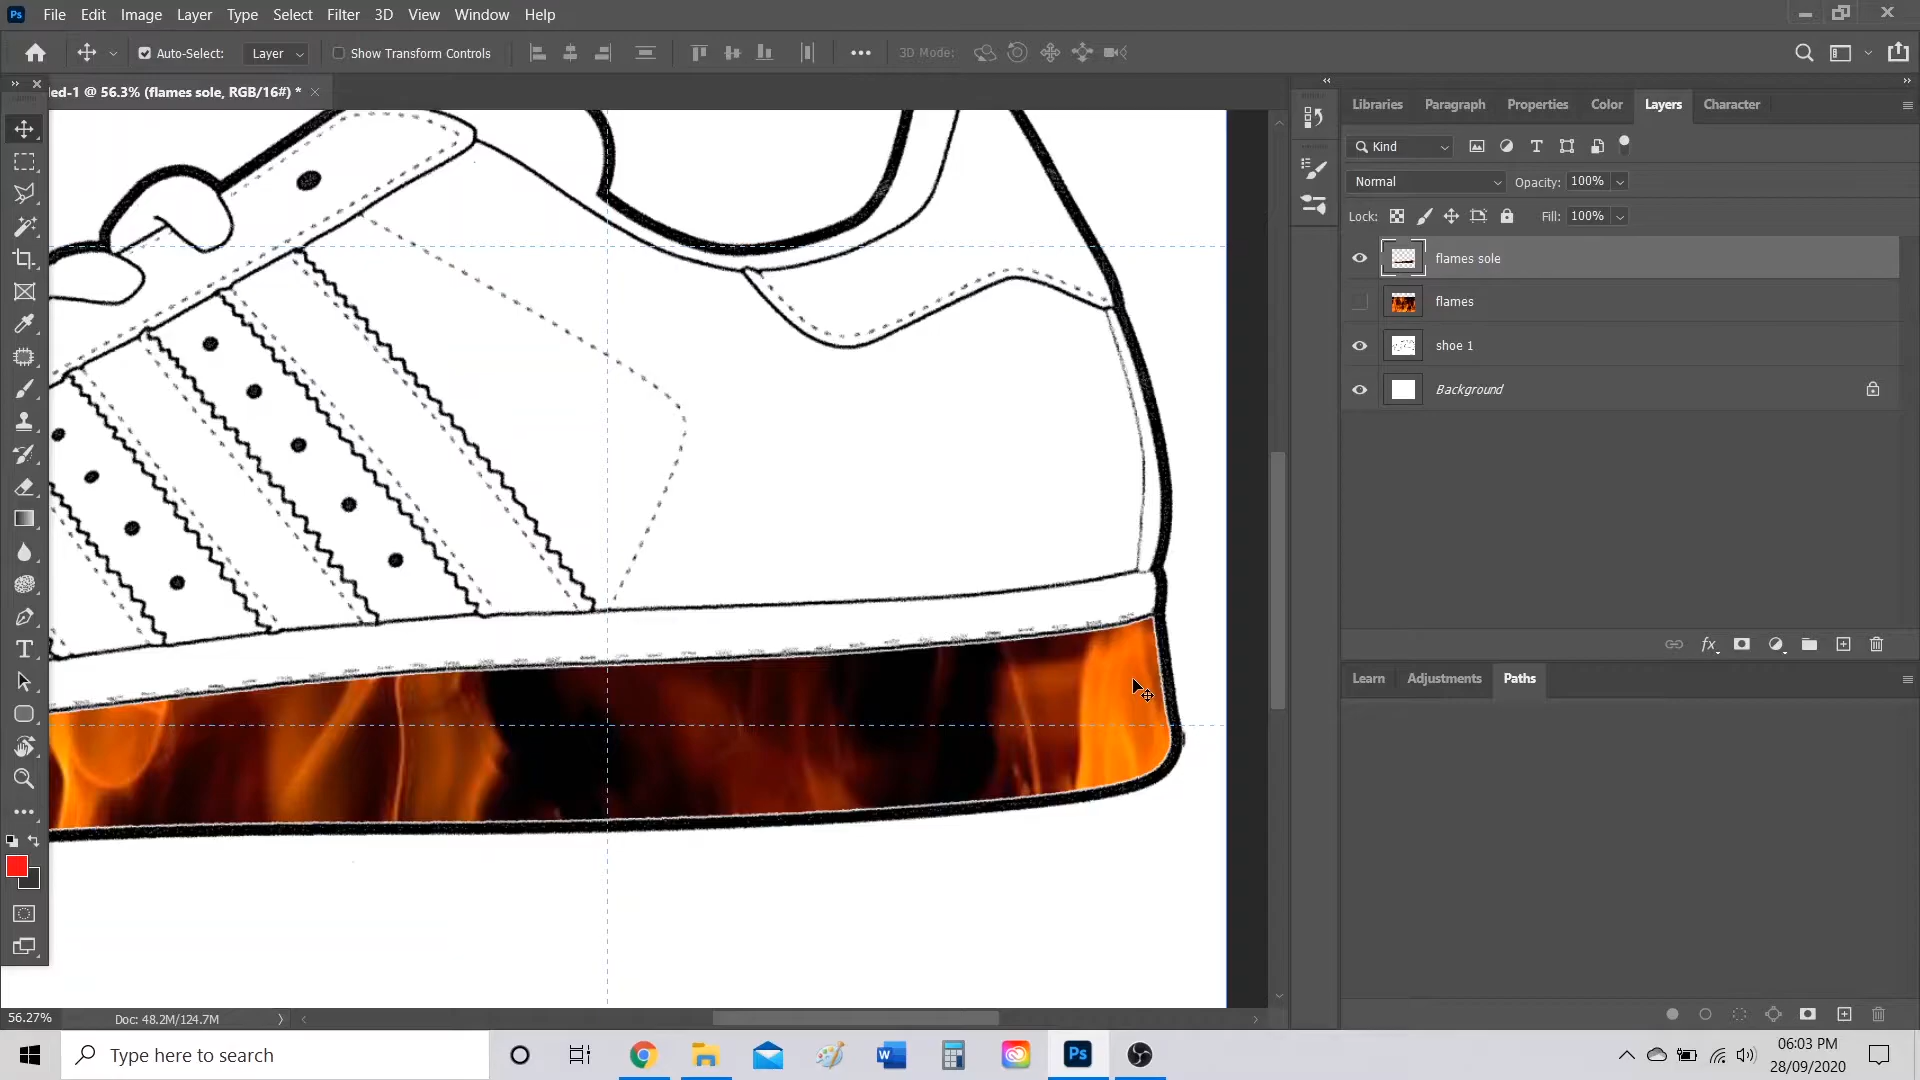 Ps File Edit Image Layer Type Select Filter 3D View Window Help
Auto-Select: Layer Show Transform Controls 3D Mode:
led-1 @ 56.3% (flames sole, RGB/16#) *
Libraries Paragraph Properties Color Layers Character
Kind
Normal Opacity: 100%
Lock: Fill: 100%
flames sole
flames
shoe 1
Background
fx
Learn Adjustments Paths
56.27% Doc: 48.2M/124.7M
Type here to search
W
Ps
06:03 PM
28/09/2020